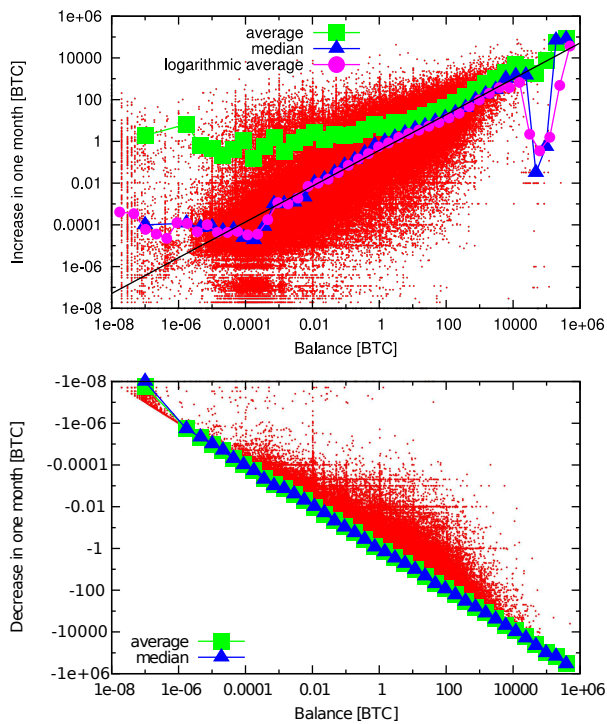 1e+06
10000
100
1
0.01
0.0001
1e-06
1e-08
Increase in one month [BTC]
average
median
logarithmic average
1e-08 1e-06 0.0001 0.01 1 100 10000 1e+06
Balance [BTC]
-1e-08
-1e-06
-0.0001
-0.01
-1
-100
-10000
-1e+06
Decrease in one month [BTC]
average
median
1e-08 1e-06 0.0001 0.01 1 100 10000 1e+06
Balance [BTC]